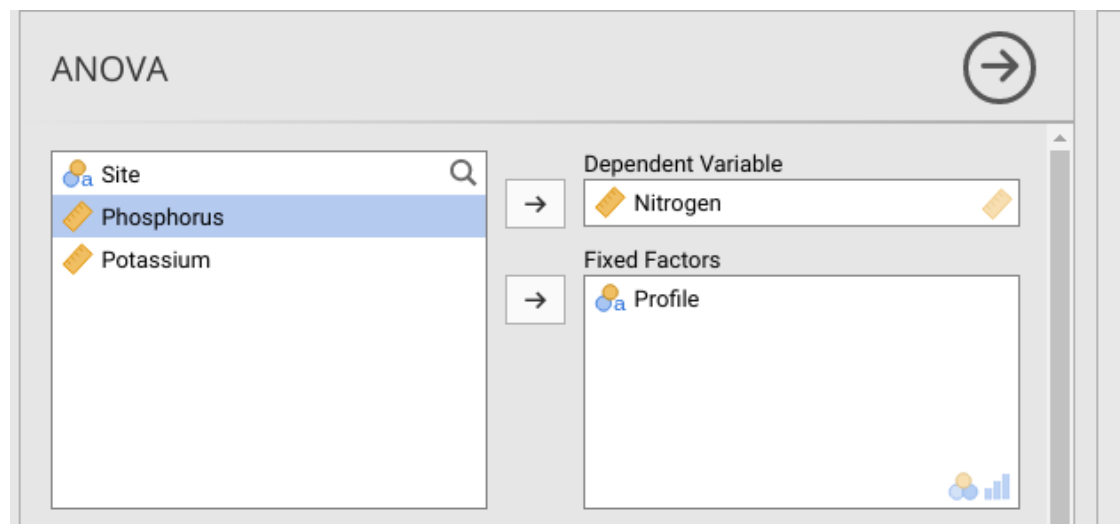 ANOVA
Site
Phosphorus
Potassium
Dependent Variable
Nitrogen
Fixed Factors
Profile